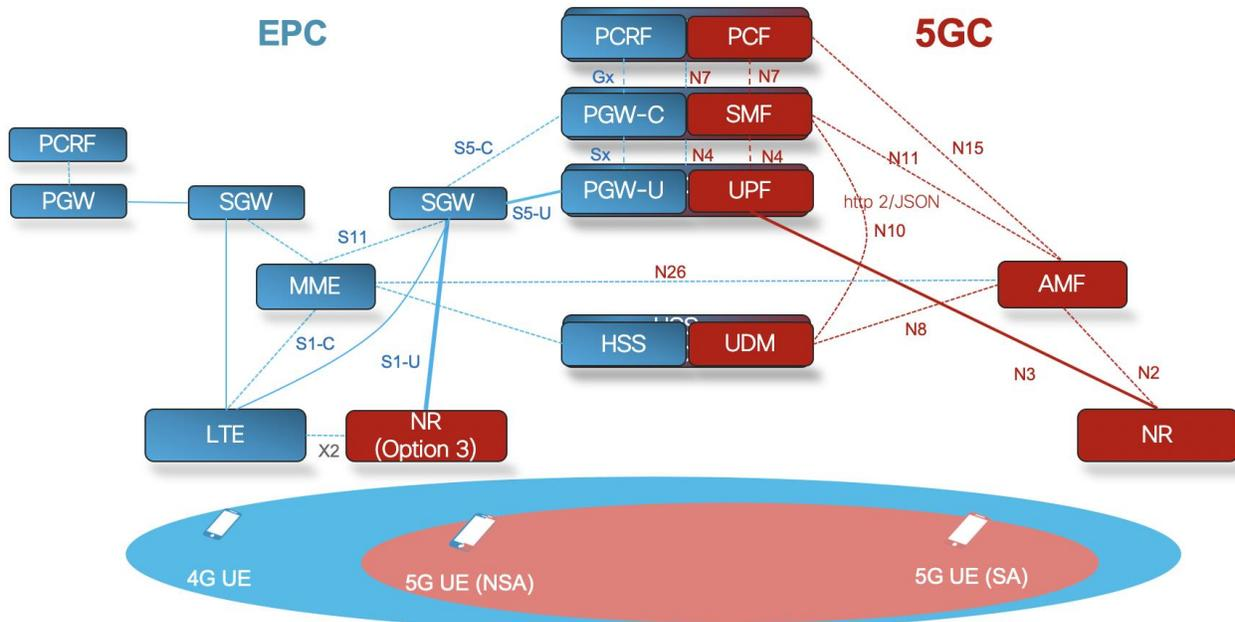 EPC
5GC
PCRF
PCF
Gx
N7
N7
PGW-C
SMF
PCRF
S5-C
Sx
N4
N4
N11
N15
PGW
SGW
SGW
S5-U
PGW-U
UPF
http 2/JSON
S11
N10
MME
N26
AMF
HSS
UDM
N8
S1-C
S1-U
N3
N2
LTE
X2
NR
(Option 3)
NR
4G UE
5G UE (NSA)
5G UE (SA)